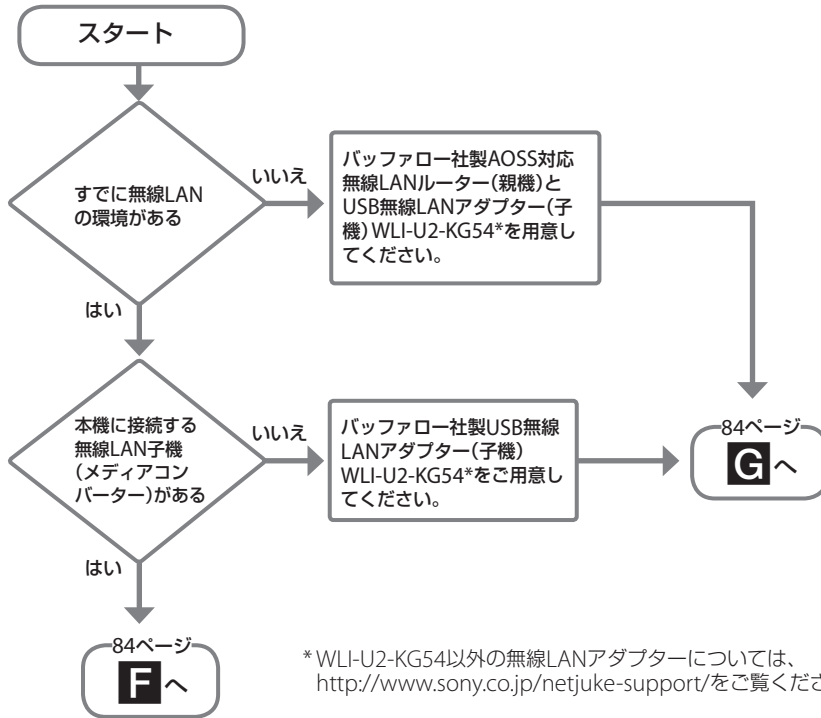 スタート
すでに無線LAN
の環境がある
いいえ
バッファロー社製AOSS対応
無線LANルーター（親機）と
USB無線LANアダプター（子
機）WLI-U2-KG54*を用意し
てください。
はい
本機に接続する
無線LAN子機
（メディアコン
バーター）がある
いいえ
バッファロー社製USB無線
LANアダプター（子機）
WLI-U2-KG54*をご用意し
てください。
84ページ
Gへ
はい
84ページ
Fへ
*WLI-U2-KG54以外の無線LANアダプターについては、
http://www.sony.co.jp/netjuke-support/をご覧くだ